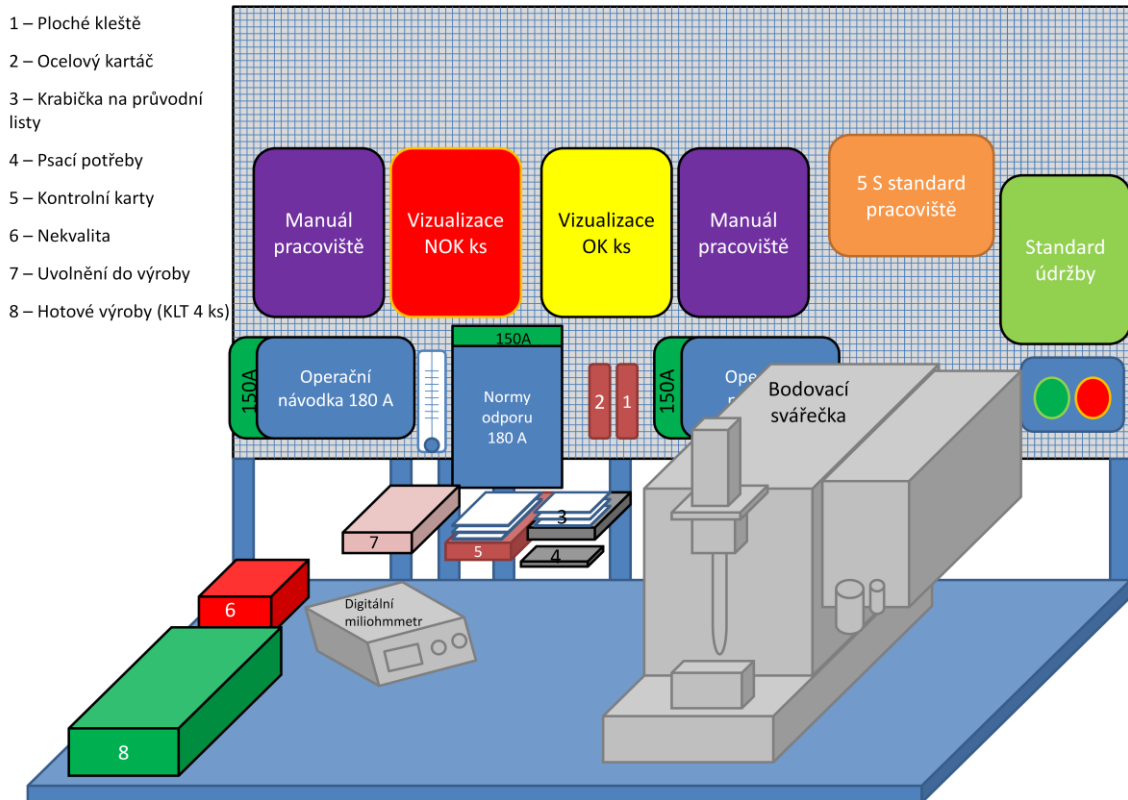 1 – Ploché kleště
2 – Ocelový kartáč
3 – Krabička na průvodní
listy
4 – Psací potřeby
5 – Kontrolní karty
6 – Nekvalita
7 – Uvolnění do výroby
8 – Hotové výroby (KLT 4 ks)
Manuál
pracoviště
Vizualizace
NOK ks
Vizualizace
OK ks
Manuál
pracoviště
5 S standard
pracoviště
Standard
údržby
150A
Operační
návodka 180 A
150A
Normy
odporu
180 A
2
1
150A
Ope
Bodovací
svářečka
7
5
3
4
6
Digitální
miliohmmetr
8